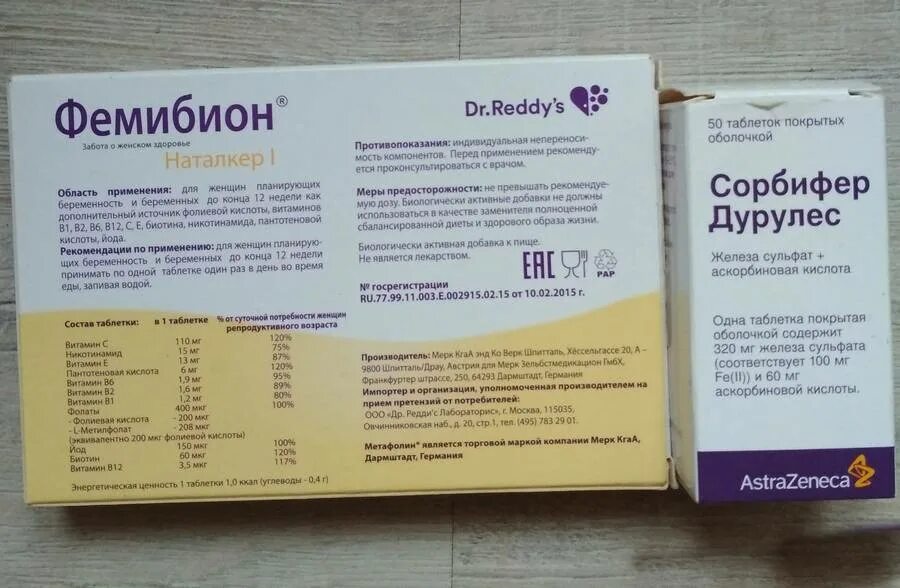 Фемибион®
Забота о женском здоровье
Наталкер I
Область применения: для женщин планирующих
беременность и беременных до конца 12 недели как
дополнительный источник фолиевой кислоты, витаминов
В1, В2, В6, В12, С, Е, биотина, никотинамида, пантотеновой
кислоты, йода.
Рекомендации по применению: для женщин планирую-
щих беременность и беременных до конца 12 недели
принимать по одной таблетке один раз в день во время
еды, запивая водой.
Состав таблетки: в 1 таблетке % от суточной потребности женщин
репродуктивного возраста
Витамин С 110 мг 120%
Никотинамид 15 мг 75%
Витамин Е 13 мг 87%
Пантотеновая кислота 6 мг 120%
Витамин В6 1,9 мг 95%
Витамин В2 1,6 мг 89%
Витамин В1 1,2 мг 80%
Фолаты 400 мкг 100%
- Фолиевая кислота - 200 мкг
- L-Метилфолат - 208 мкг
(эквивалентно 200 мкг фолиевой кислоты)
Йод 150 мкг 100%
Биотин 60 мкг 120%
Витамин В12 3,5 мкг 117%
Энергетическая ценность 1 таблетки 1,0 ккал (углеводы - 0,4 г)
Dr.Reddy's
Противопоказания: индивидуальная непереноси-
мость компонентов. Перед применением рекоменду-
ется проконсультироваться с врачом.
Меры предосторожности: не превышать рекомендуе-
мую дозу. Биологически активные добавки не должны
использоваться в качестве заменителя полноценной
сбалансированной диеты и здорового образа жизни.
Биологически активная добавка к пище.
Не является лекарством.
EAC
PAP
№ госрегистрации
RU.77.99.11.003.Е.002915.02.15 от 10.02.2015 г.
Производитель: Мерк КГаА энд Ко Верк Шпитталь, Хёссельгассе 20, А –
9800 Шпитталь/Драу, Австрия для Мерк Зельбстмедикацион ГмбХ,
Франкфуртер штрассе, 250, 64293 Дармштадт, Германия
Импортер и организация, уполномоченная производителем на
прием претензий от потребителей:
ООО «Др. Редди'с Лабораторис», г. Москва, 115035,
Овчинниковская наб., д. 20, стр.1, тел. (495) 783 29 01.
Метафолин® является торговой маркой компании Мерк КгаА,
Дармштадт, Германия
50 таблеток покрытых
оболочкой
Сорбифер
Дурулес
Железа сульфат +
аскорбиновая кислота
Одна таблетка покрытая
оболочкой содержит
320 мг железа сульфата
(соответствует 100 мг
Fe(II)) и 60 мг
аскорбиновой кислоты.
AstraZeneca